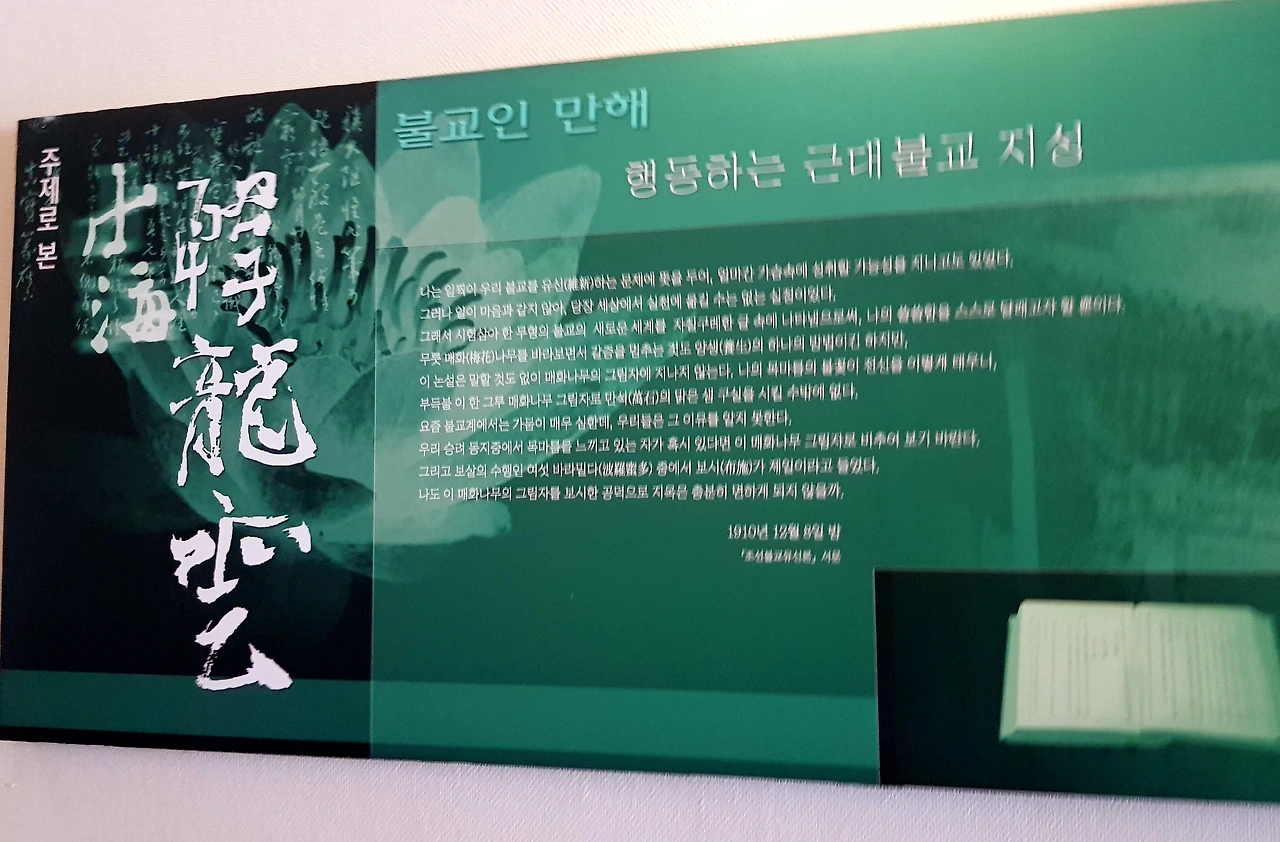 주제로 본
卍海
韓龍雲
불교인 만해
행동하는 근대불교 지성
나는 일찍이 우리 불교를 유신(維新)하는 문제에 뜻을 두어, 얼마간 가슴속에 성취할 가능성을 지니고도 있었다.
그러나 일이 마음과 같지 않아, 당장 세상에서 실천에 옮길 수는 없는 실정이었다.
그래서 시험삼아 한 무형의 불교의 새로운 세계를 자질구레한 글 속에 나타냄으로써, 나의 쓸쓸함을 스스로 달래고자 할 뿐이다.
무릇 매화(梅花)나무를 바라보면서 갈증을 멈추는 것도 양생(養生)의 하나의 방법이긴 하지만,
이 논설은 말할 것도 없이 매화나무의 그림자에 지나지 않는다. 나의 목마름의 불꽃이 전신을 이렇게 태우니,
부득불 이 한 그루 매화나무 그림자로 만석(萬石)의 맑은 샘 구실을 시킬 수밖에 없다.
요즘 불교계에서는 가뭄이 매우 심한데, 우리들은 그 이유를 알지 못한다.
우리 승려 동지중에서 목마름을 느끼고 있는 자가 혹시 있다면 이 매화나무 그림자로 비추어 보기 바란다.
그리고 보살의 수행인 여섯 바라밀다(波羅蜜多) 중에서 보시(布施)가 제일이라고 들었다.
나도 이 매화나무의 그림자를 보시한 공덕으로 지옥은 충분히 면하게 되지 않을까.
1910년 12월 8일 밤
「조선불교유신론」 서문